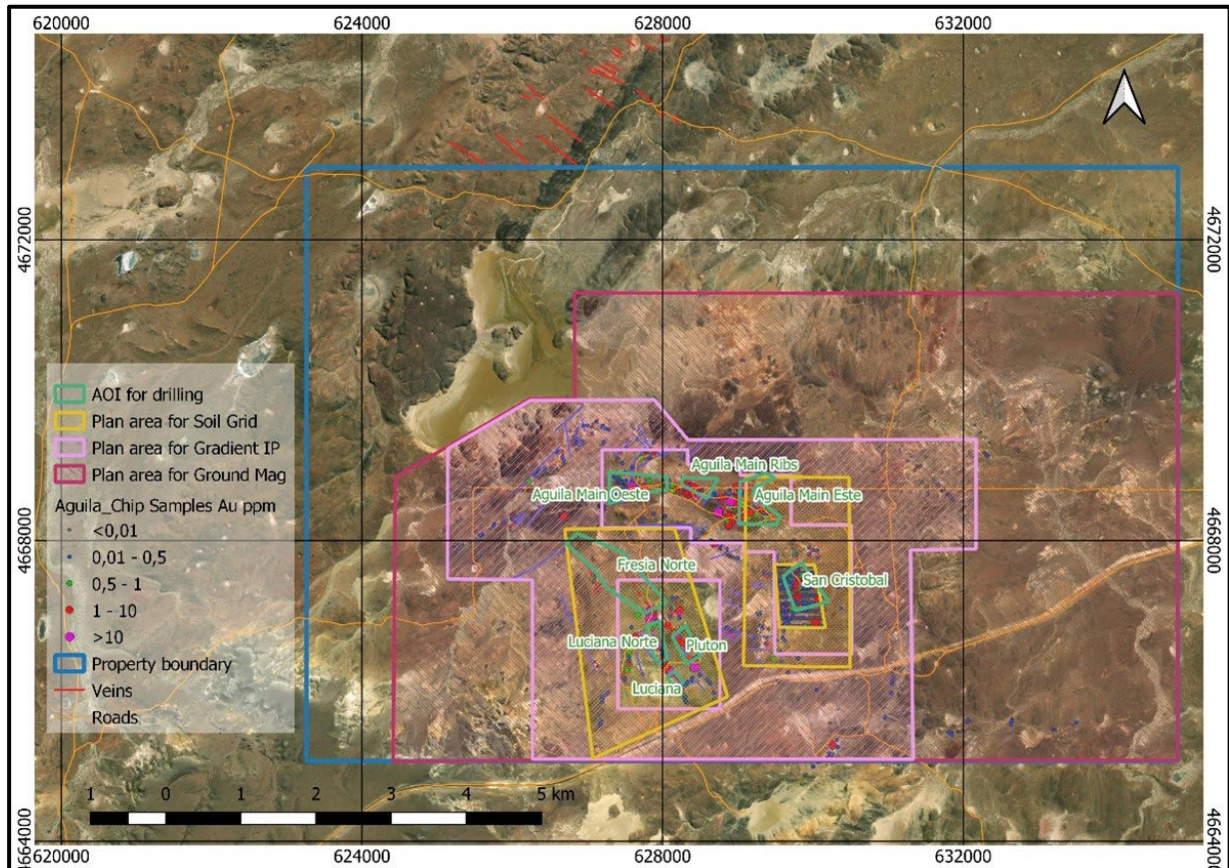 620000
624000
628000
632000
4672000
4672000
AOI for drilling
Plan area for Soil Grid
Plan area for Gradient IP
Plan area for Ground Mag
Aguila_Chip Samples Au ppm
<0,01
0,01 - 0,5
0,5 - 1
1 - 10
>10
Property boundary
Veins
Roads
Aguila Main Ribs
Aguila Main Oeste
Aguila Main Este
4668000
4668000
Fresia Norte
San Cristobal
Luciana Norte
Pluton
Luciana
1 0 1 2 3 4 5 km
4664000
4664000
620000
624000
628000
632000